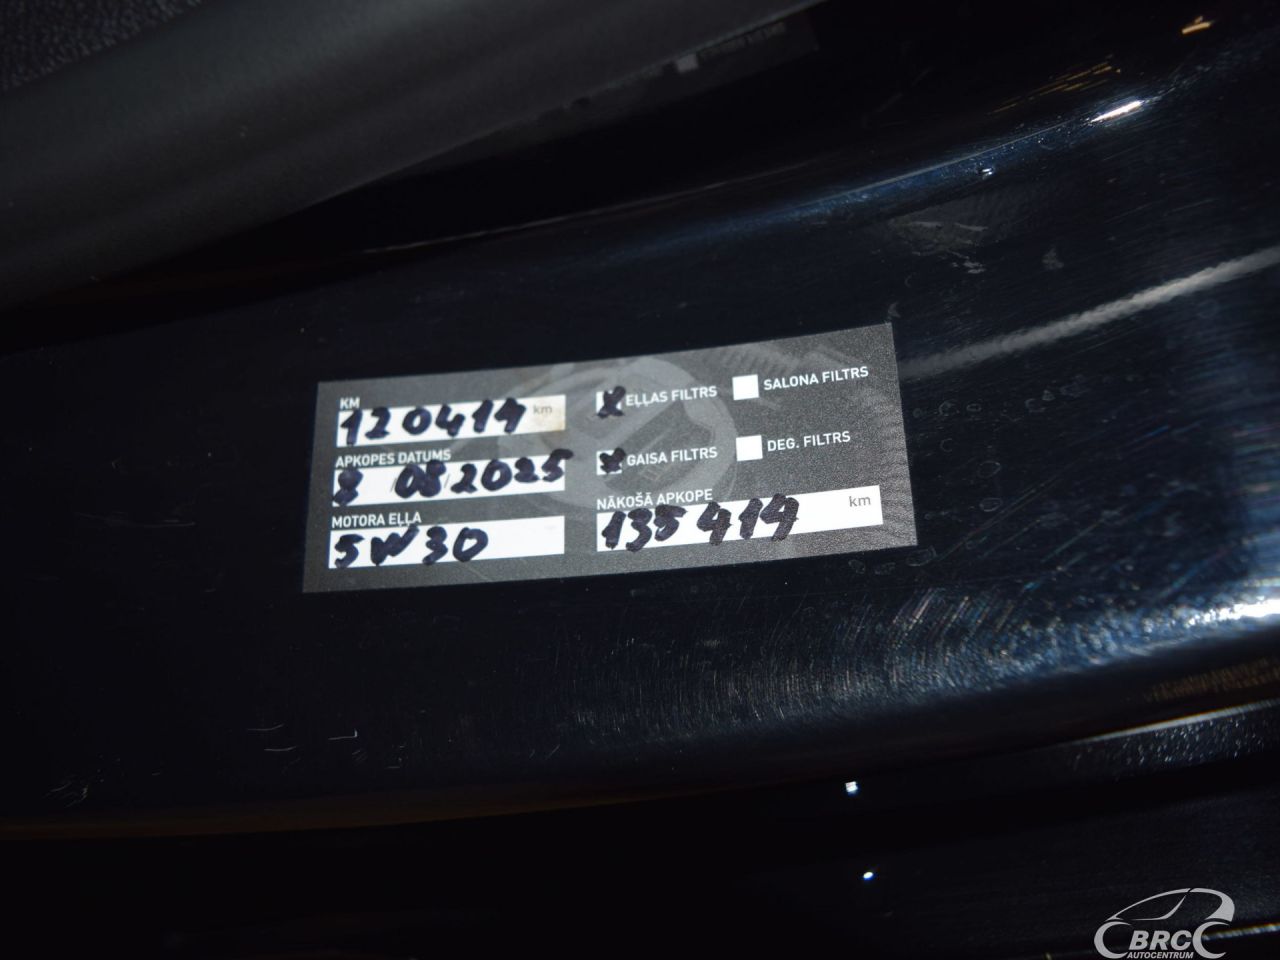 KM
120414 km
APKOPES DATUMS
8 08 2025
MOTORA EĻĻA
5W30
X EĻĻAS FILTRS
SALONA FILTRS
X GAISA FILTRS
DEG. FILTRS
NĀKOŠĀ APKOPE
135414 km
BRC
AUTOCENTRUM